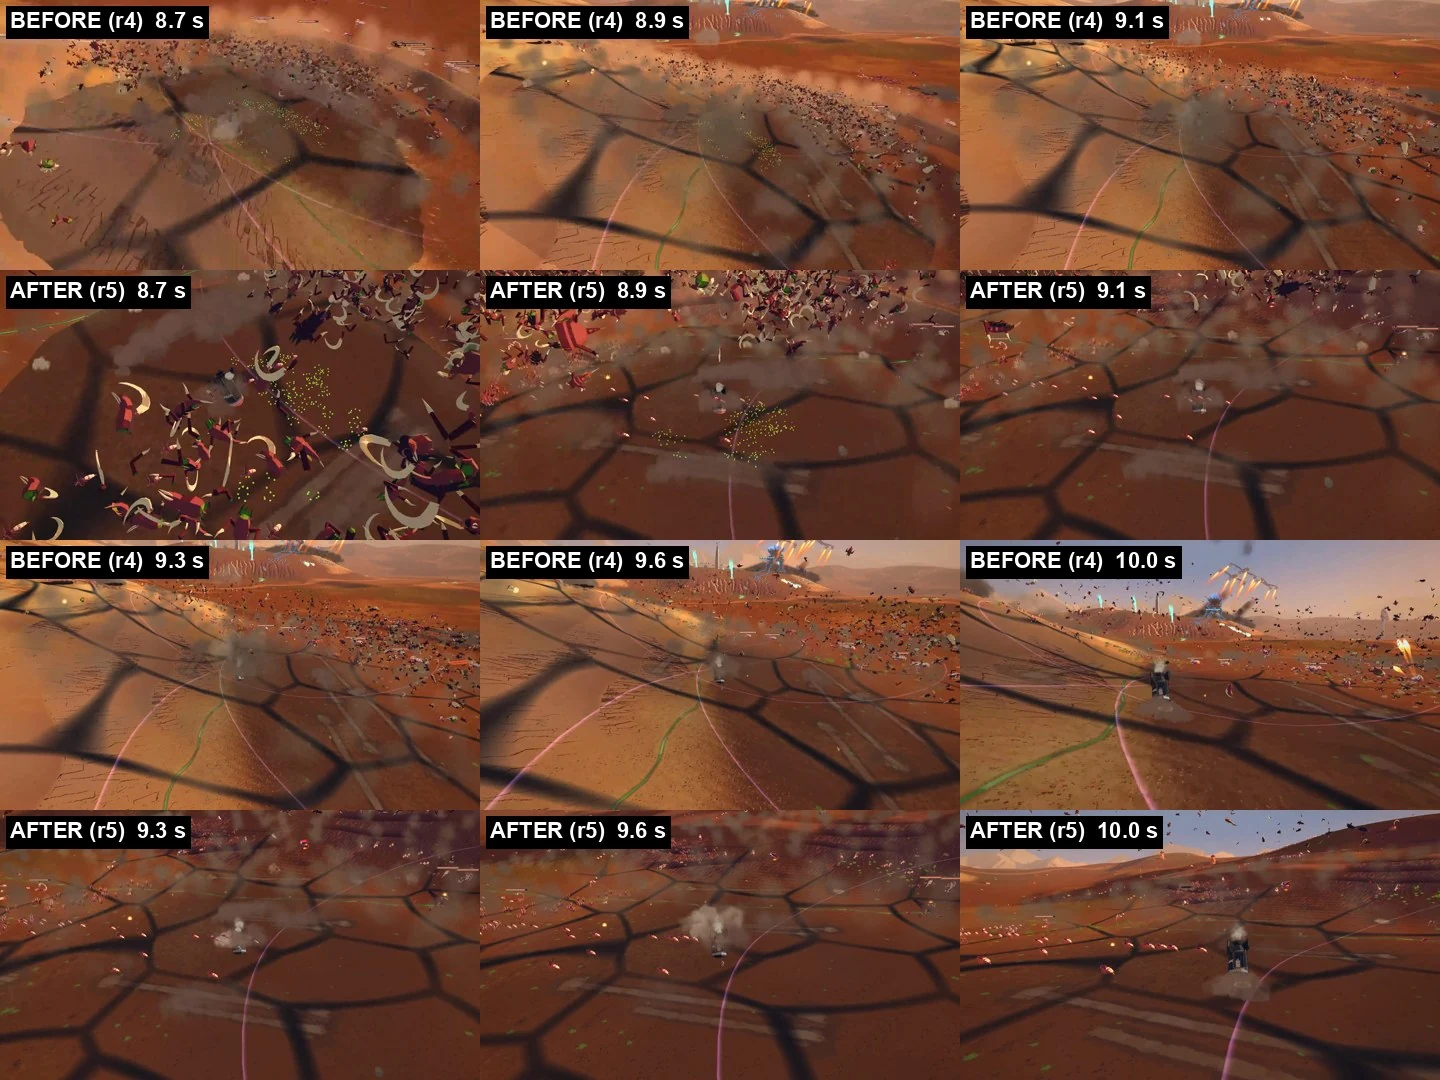 BEFORE (r4) 8.7 s
BEFORE (r4) 8.9 s
BEFORE (r4) 9.1 s
AFTER (r5) 8.7 s
AFTER (r5) 8.9 s
AFTER (r5) 9.1 s
BEFORE (r4) 9.3 s
BEFORE (r4) 9.6 s
BEFORE (r4) 10.0 s
AFTER (r5) 9.3 s
AFTER (r5) 9.6 s
AFTER (r5) 10.0 s